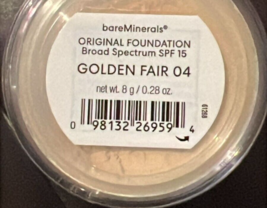 bareMinerals®
ORIGINAL FOUNDATION
Broad Spectrum SPF 15
GOLDEN FAIR 04
net wt. 8 g / 0.28 oz.
0 98132 26959 4